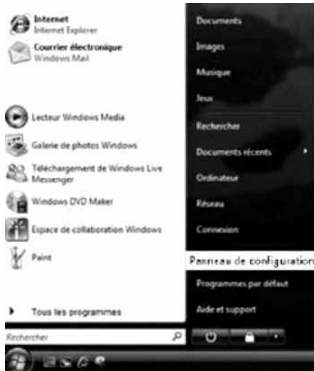 Internet
Internet Explorer
Courrier électronique
Windows Mail
Lecteur Windows Media
Galerie de photos Windows
Téléchargement de Windows Live
Messenger
Windows DVD Maker
Espace de collaboration Windows
Paint
Tous les programmes
Rechercher
Documents
Images
Musique
Jeux
Rechercher
Documents récents
Ordinateur
Réseau
Connexion
Panneau de configuration
Programmes par défaut
Aide et support